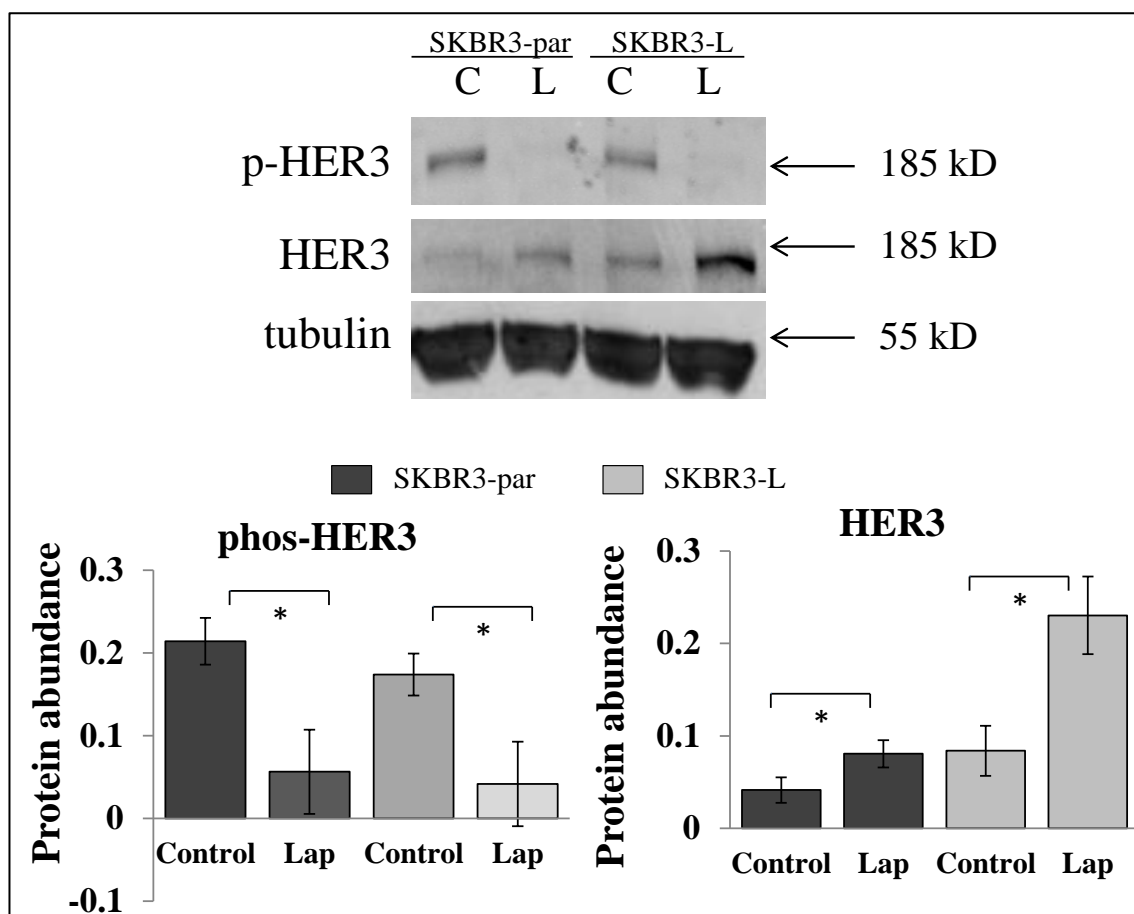 SKBR3-par SKBR3-L
C L C L
p-HER3 185 kD
HER3 185 kD
tubulin 55 kD
SKBR3-par SKBR3-L
phos-HER3
Protein abundance
0.3
0.2
0.1
0
-0.1
* *
Control Lap Control Lap
HER3
Protein abundance
0.3
0.2
0.1
0
* *
Control Lap Control Lap